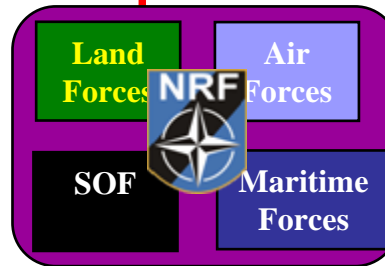 Land
Forces
Air
Forces
NRF
SOF
Maritime
Forces